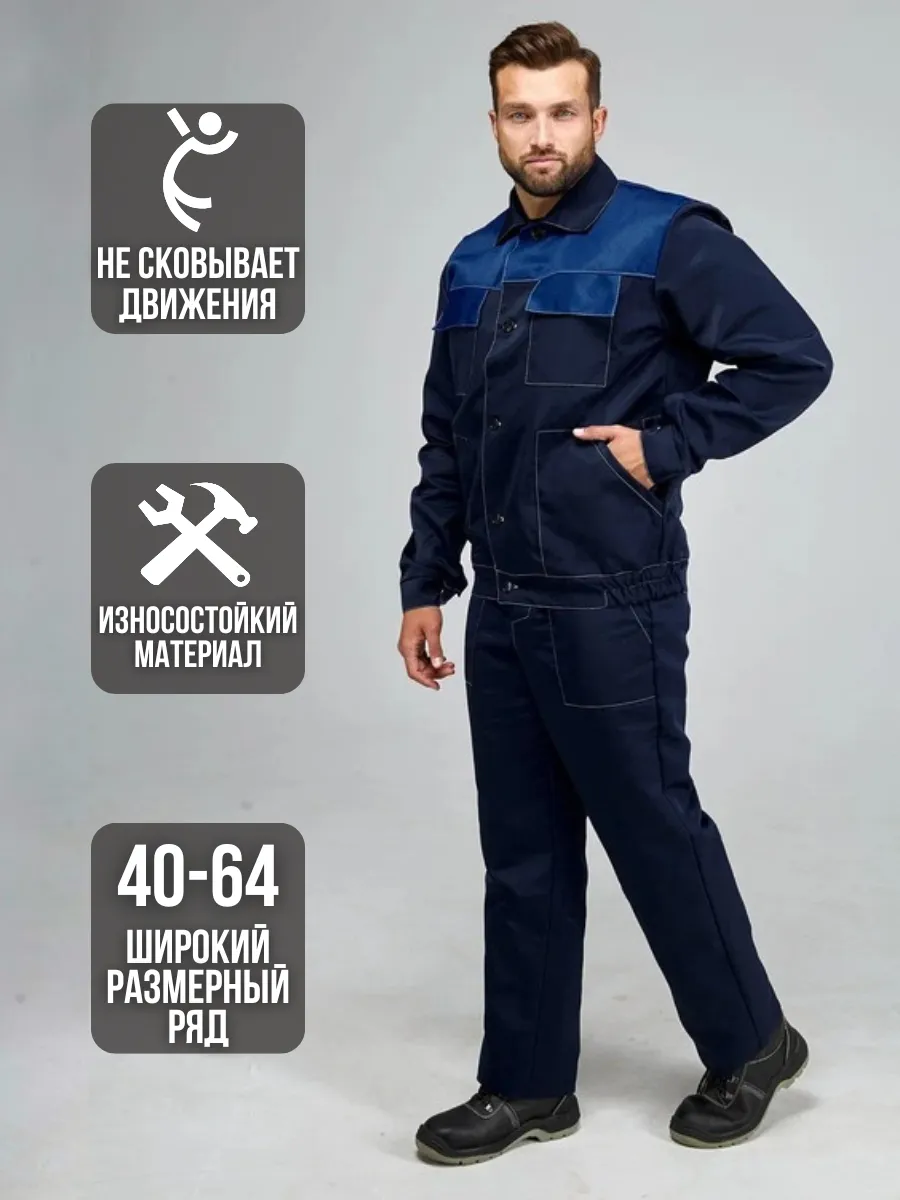 НЕ СКОВЫВАЕТ
ДВИЖЕНИЯ
ИЗНОСОСТОЙКИЙ
МАТЕРИАЛ
40-64
ШИРОКИЙ
РАЗМЕРНЫЙ
РЯД